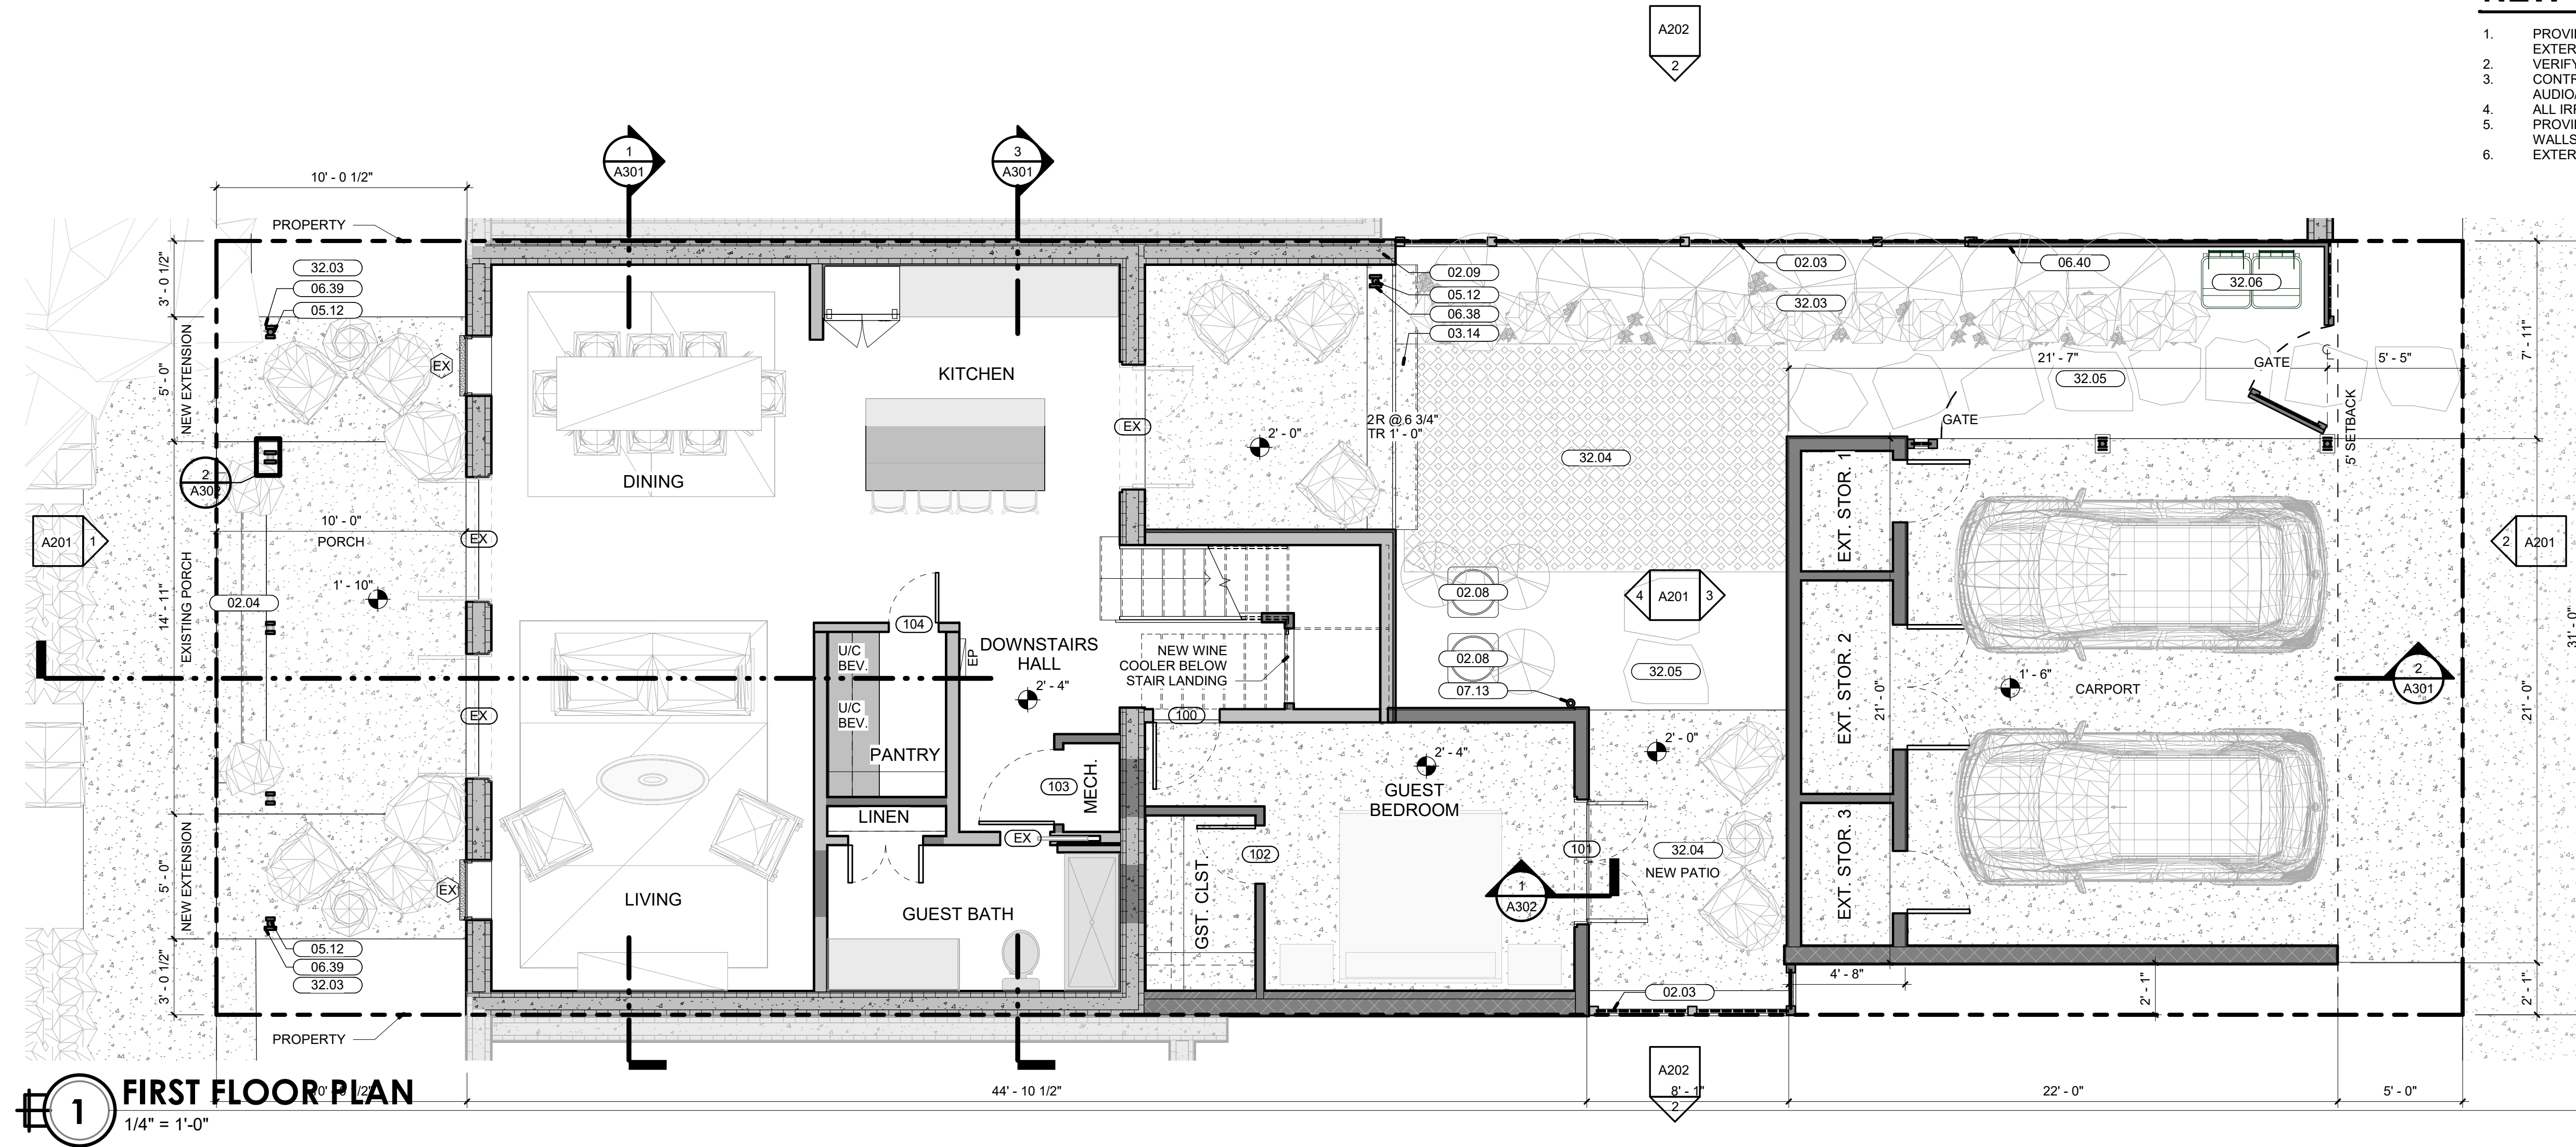 A202
2
1. PROVI
EXTER
2. VERIFY
3. CONTR
AUDIO/
4. ALL IRR
5. PROVI
WALLS
6. EXTER
1
A301
3
A301
10' - 0 1/2"
PROPERTY
3' - 0 1/2"
32.03
06.39
05.12
02.09
05.12
06.38
03.14
02.03
06.40
32.03
32.06
7' - 11"
5' - 0"
NEW EXTENSION
EX
KITCHEN
21' - 7"
5' - 5"
GATE
32.05
EX
2R @ 6 3/4"
TR 1' - 0"
2' - 0"
GATE
5' SETBACK
32.04
DINING
2
A302
EXT. STOR. 1
A201
1
10' - 0"
PORCH
EX
2
A201
1' - 10"
02.04
14' - 11"
EXISTING PORCH
02.08
4
A201
3
31' - 0"
104
U/C
BEV.
EP
DOWNSTAIRS
HALL
NEW WINE
COOLER BELOW
STAIR LANDING
02.08
32.05
EXT. STOR. 2
21' - 0"
1' - 6"
CARPORT
2
A301
2' - 4"
07.13
21' - 0"
EX
U/C
BEV.
100
PANTRY
2' - 4"
2' - 0"
103
MECH.
GUEST
BEDROOM
LINEN
EX
5' - 0"
NEW EXTENSION
EX
102
101
32.04
NEW PATIO
EXT. STOR. 3
LIVING
GUEST BATH
GST. CLST.
1
A302
05.12
06.39
32.03
3' - 0 1/2"
02.03
4' - 8"
2' - 1"
2' - 1"
PROPERTY
A202
2
1
FIRST FLOOR PLAN
1/4" = 1'-0"
44' - 10 1/2"
8' - 1"
22' - 0"
5' - 0"